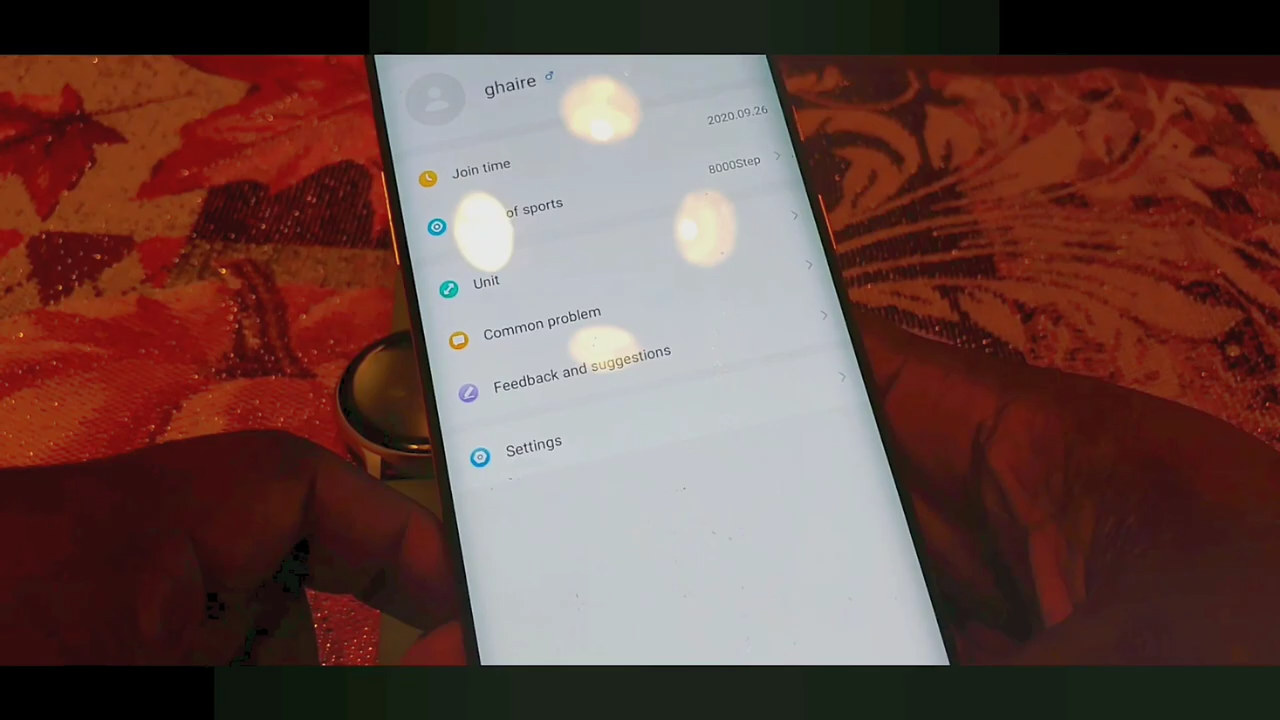 ghaire
2020.09.26
Join time
8000Step
of sports
Unit
Common problem
Feedback and suggestions
Settings